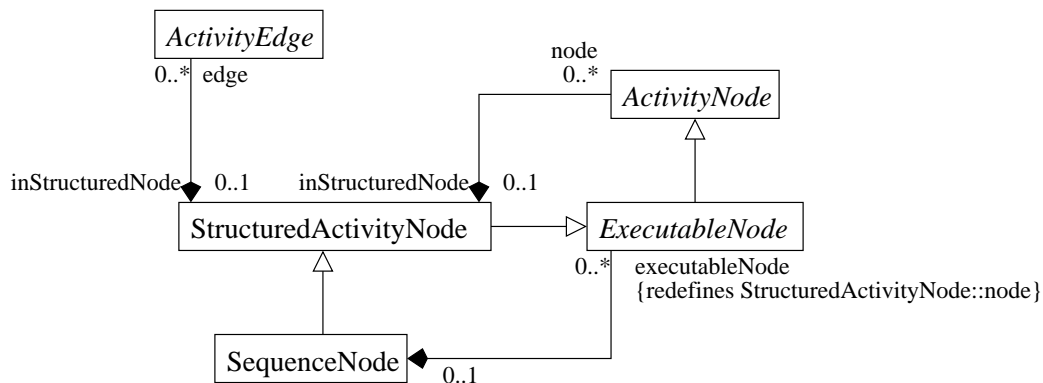 ActivityEdge
0..* edge
node
0..*
ActivityNode
inStructuredNode 0..1
inStructuredNode 0..1
StructuredActivityNode
ExecutableNode
0..* executableNode
{redefines StructuredActivityNode::node}
SequenceNode
0..1